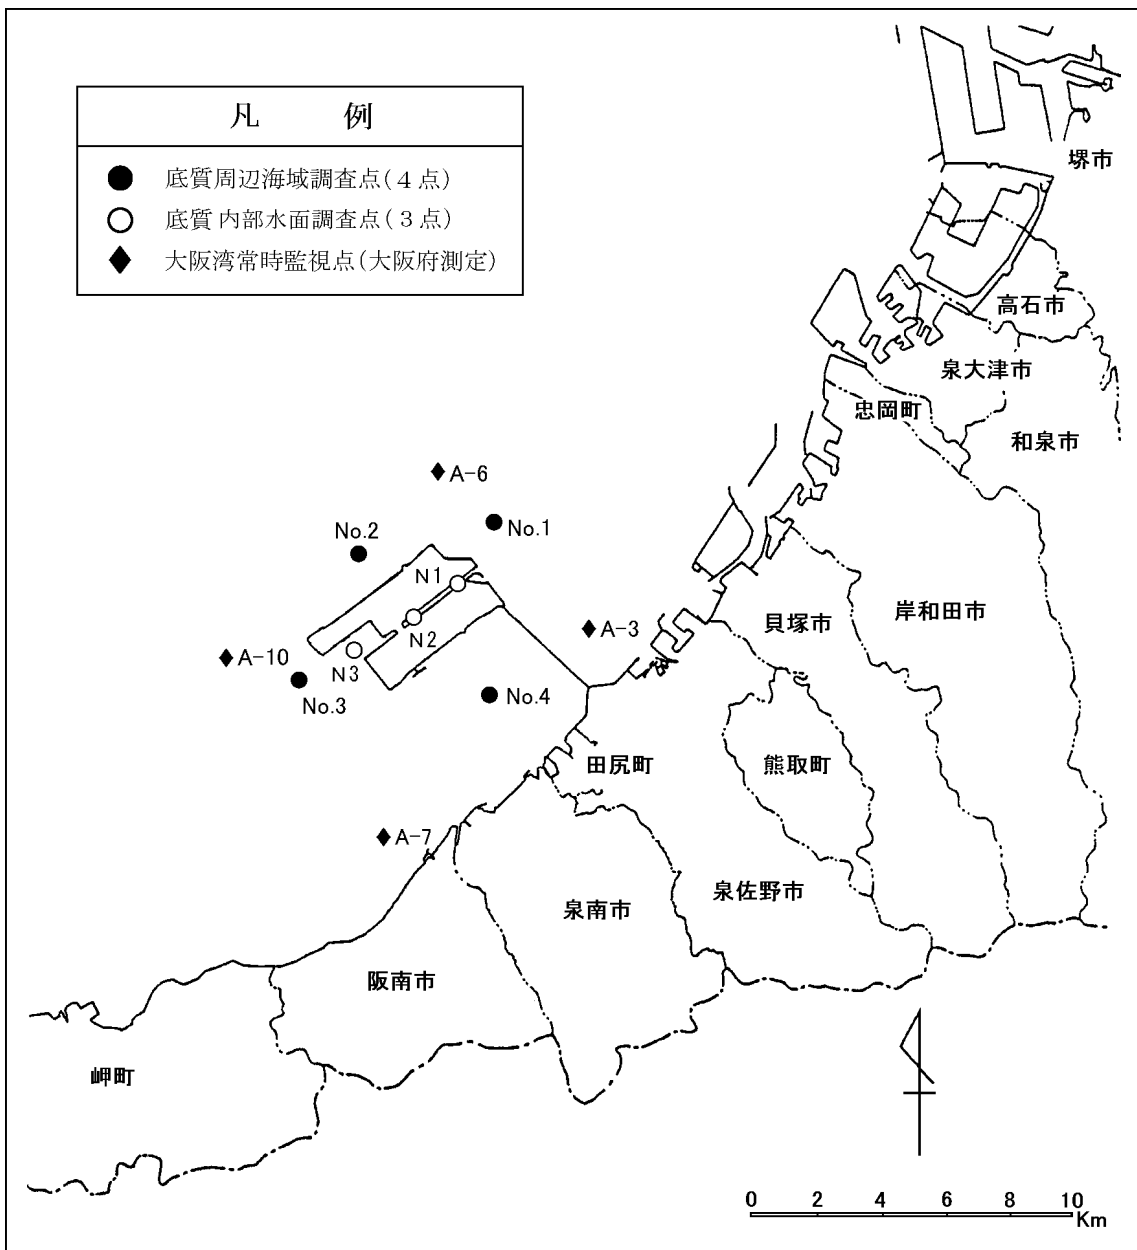 凡 例
底質周辺海域調査点(４点)
底質内部水面調査点(３点)
大阪湾常時監視点(大阪府測定)
堺市
高石市
泉大津市
忠岡町
和泉市
A-6
No.1
No.2
N1
N2
N3
A-3
A-10
No.3
No.4
貝塚市
岸和田市
田尻町
熊取町
A-7
泉佐野市
泉南市
阪南市
岬町
0 2 4 6 8 10
Km